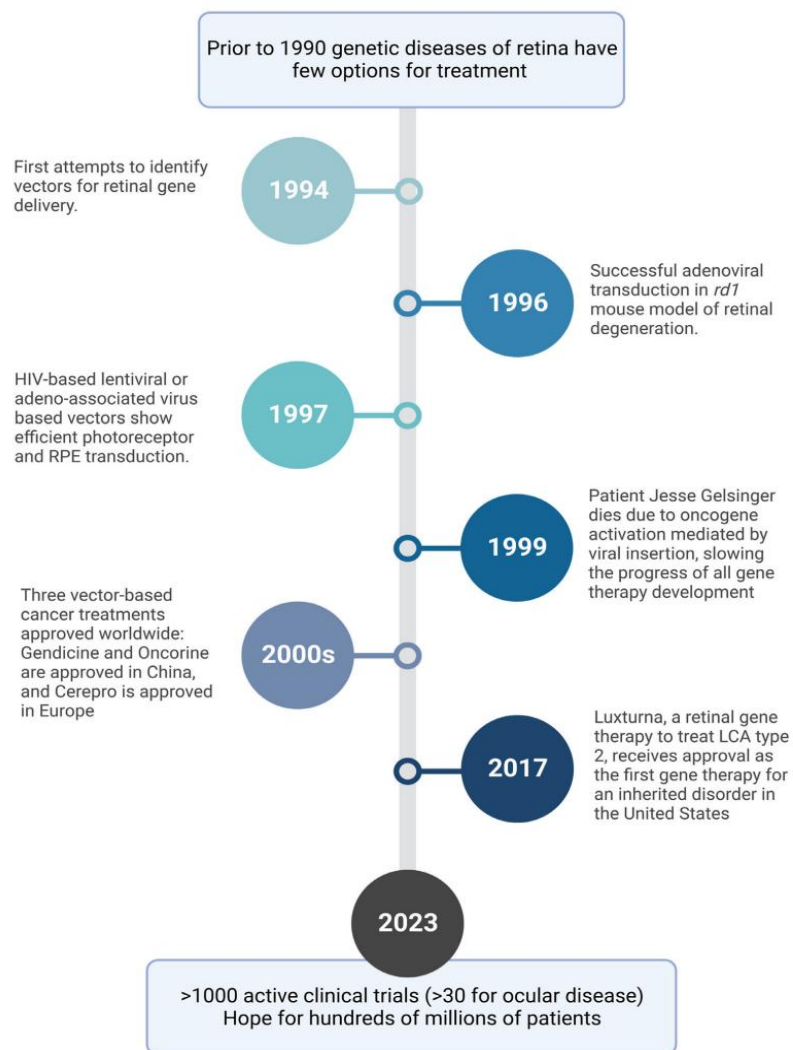 Prior to 1990 genetic diseases of retina have
few options for treatment
First attempts to identify
vectors for retinal gene
delivery.
1994
1996
Successful adenoviral
transduction in rd1
mouse model of retinal
degeneration.
HIV-based lentiviral or
adeno-associated virus
based vectors show
efficient photoreceptor
and RPE transduction.
1997
1999
Patient Jesse Gelsinger
dies due to oncogene
activation mediated by
viral insertion, slowing
the progress of all gene
therapy development
Three vector-based
cancer treatments
approved worldwide:
Gendicine and Oncorine
are approved in China,
and Cerepro is approved
in Europe
2000s
2017
Luxturna, a retinal gene
therapy to treat LCA type
2, receives approval as
the first gene therapy for
an inherited disorder in
the United States
2023
>1000 active clinical trials (>30 for ocular disease)
Hope for hundreds of millions of patients